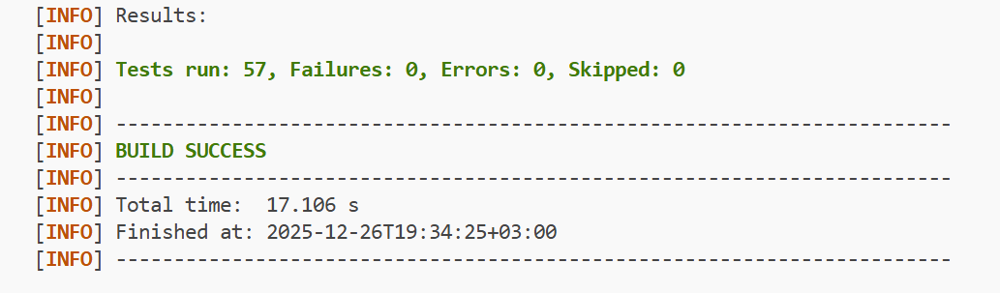 [INFO] Results:
[INFO]
[INFO] Tests run: 57, Failures: 0, Errors: 0, Skipped: 0
[INFO]
[INFO] ------------------------------------------------------------------------
[INFO] BUILD SUCCESS
[INFO] ------------------------------------------------------------------------
[INFO] Total time:  17.106 s
[INFO] Finished at: 2025-12-26T19:34:25+03:00
[INFO] ------------------------------------------------------------------------